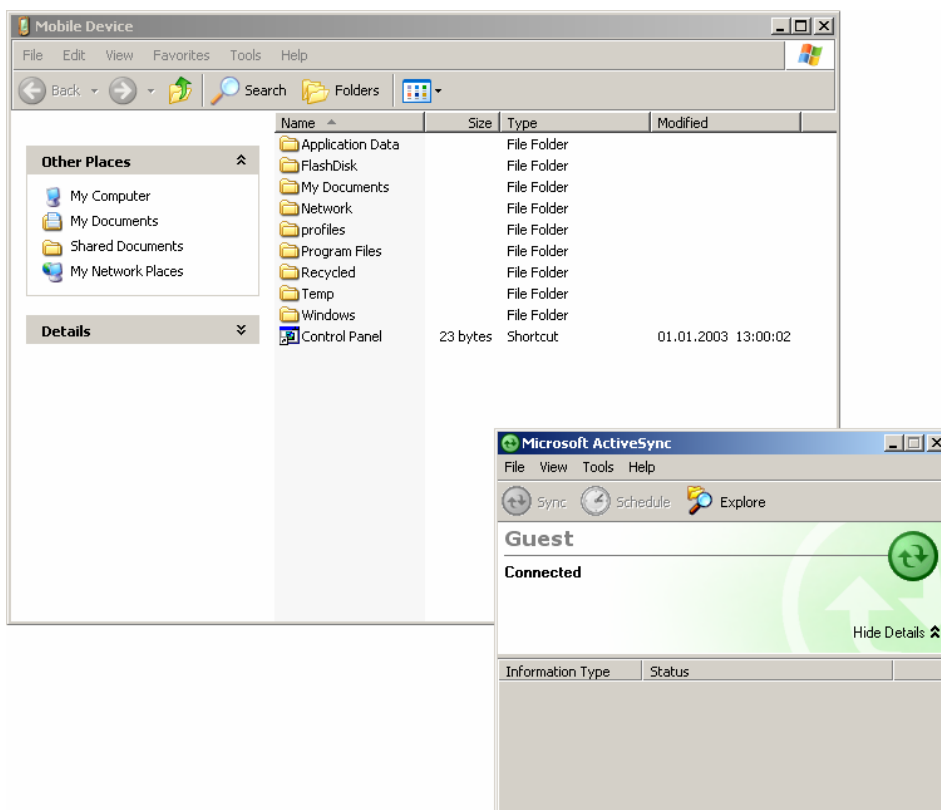 Mobile Device
File Edit View Favorites Tools Help
Back Search Folders
Name Size Type Modified
Other Places
My Computer
My Documents
Shared Documents
My Network Places
Details
Application Data File Folder
FlashDisk File Folder
My Documents File Folder
Network File Folder
profiles File Folder
Program Files File Folder
Recycled File Folder
Temp File Folder
Windows File Folder
Control Panel 23 bytes Shortcut 01.01.2003 13:00:02
Microsoft ActiveSync
File View Tools Help
Sync Schedule Explore
Guest
Connected
Hide Details
Information Type Status